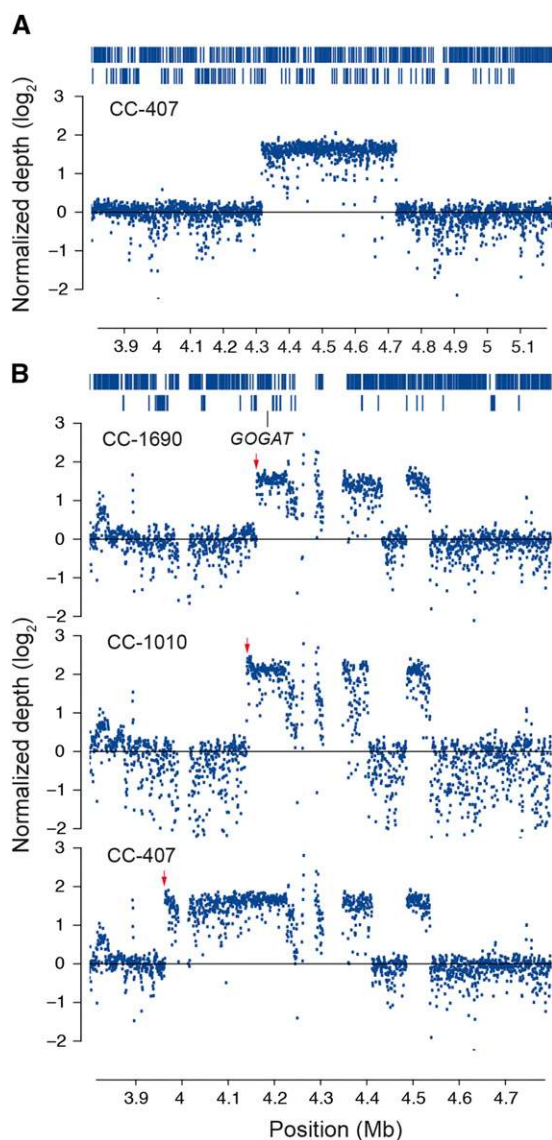 A
3
CC-407
2
1
0
−1
−2
Normalized depth (log2)
3.9 4 4.1 4.2 4.3 4.4 4.5 4.6 4.7 4.8 4.9 5 5.1
B
3
CC-1690 GOGAT
2
1
0
−1
−2
3
CC-1010
2
1
0
−1
−2
Normalized depth (log2)
3
CC-407
2
1
0
−1
−2
3.9 4 4.1 4.2 4.3 4.4 4.5 4.6 4.7
Position (Mb)